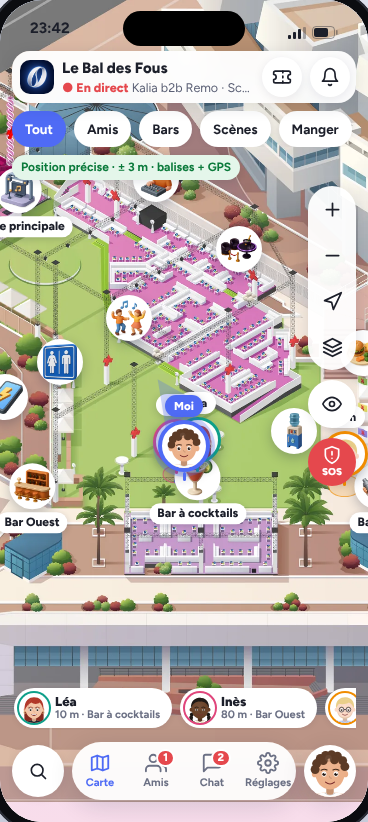 23:42
Le Bal des Fous
En direct Kalia b2b Remo · Sc...
Tout
Amis
Bars
Scènes
Manger
Position précise · ± 3 m · balises + GPS
e principale
Moi
SOS
Bar à cocktails
Bar Ouest
Ba
Léa
10 m · Bar à cocktails
Inès
80 m · Bar Ouest
1
2
Carte
Amis
Chat
Réglages